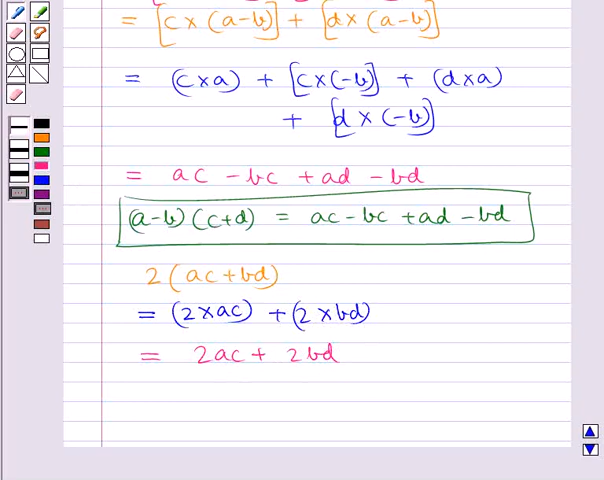 = [c × (a-b)] + [d × (a-b)]
= (c×a) + [c×(-b)] + (d×a)
+ [d × (-b)]
= ac - bc + ad - bd
(a-b) (c+d) = ac - bc + ad - bd
2 (ac + bd)
= (2×ac) + (2×bd)
= 2ac + 2bd